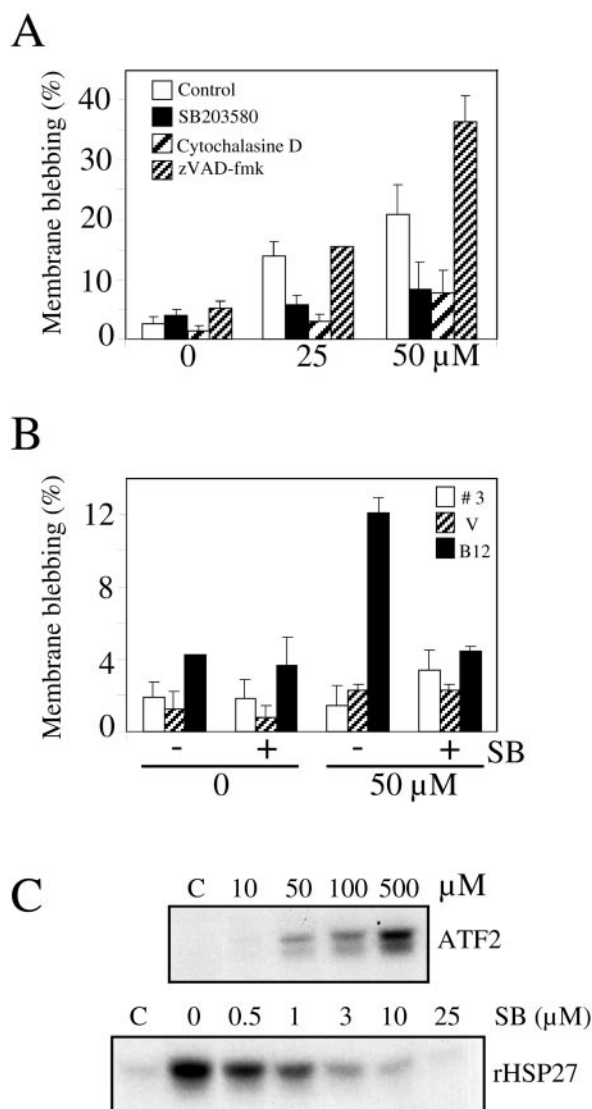 A
Membrane blebbing (%)
40
30
20
10
0
Control
SB203580
Cytochalasine D
zVAD-fmk
0 25 50 µM
B
Membrane blebbing (%)
12
8
4
0
# 3
V
B12
- + - + SB
0 50 µM
C
C 10 50 100 500 µM
ATF2
C 0 0.5 1 3 10 25 SB (µM)
rHSP27